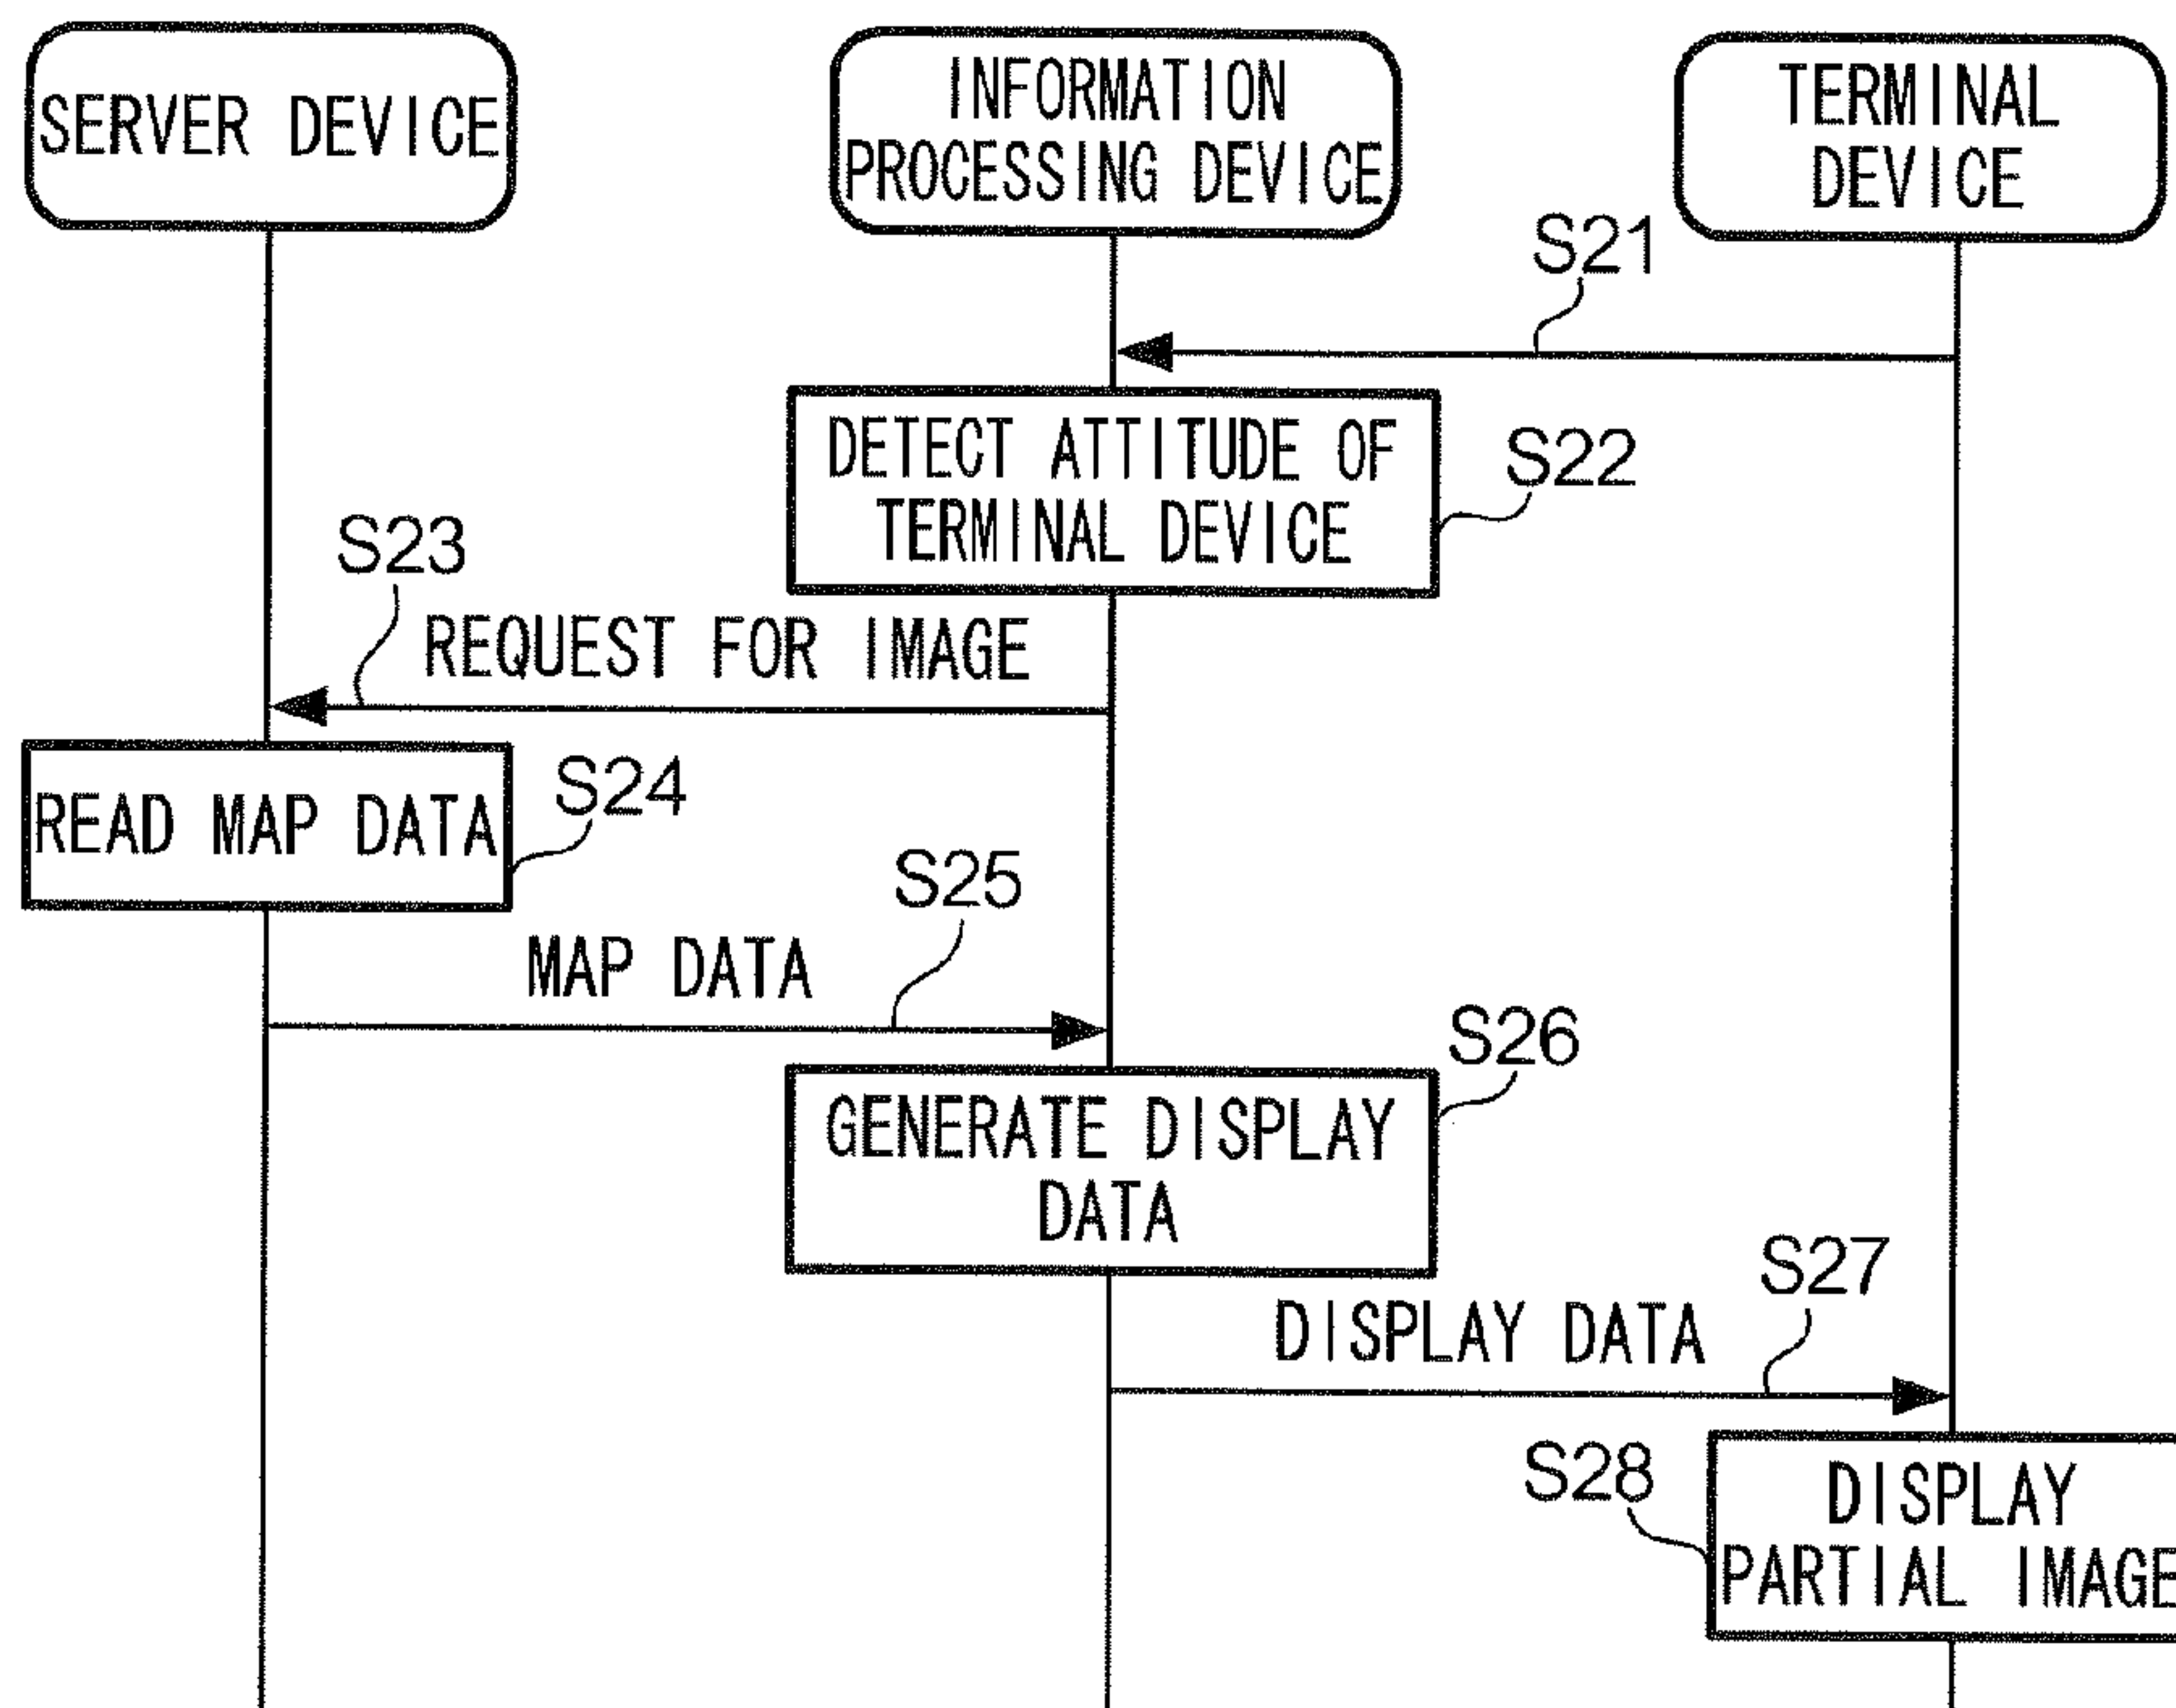 SERVER DEVICE
INFORMATION
PROCESSING DEVICE
TERMINAL
DEVICE
S21
DETECT ATTITUDE OF
TERMINAL DEVICE
S22
S23
REQUEST FOR IMAGE
READ MAP DATA
S24
S25
MAP DATA
S26
GENERATE DISPLAY
DATA
S27
DISPLAY DATA
S28
DISPLAY
PARTIAL IMAGE